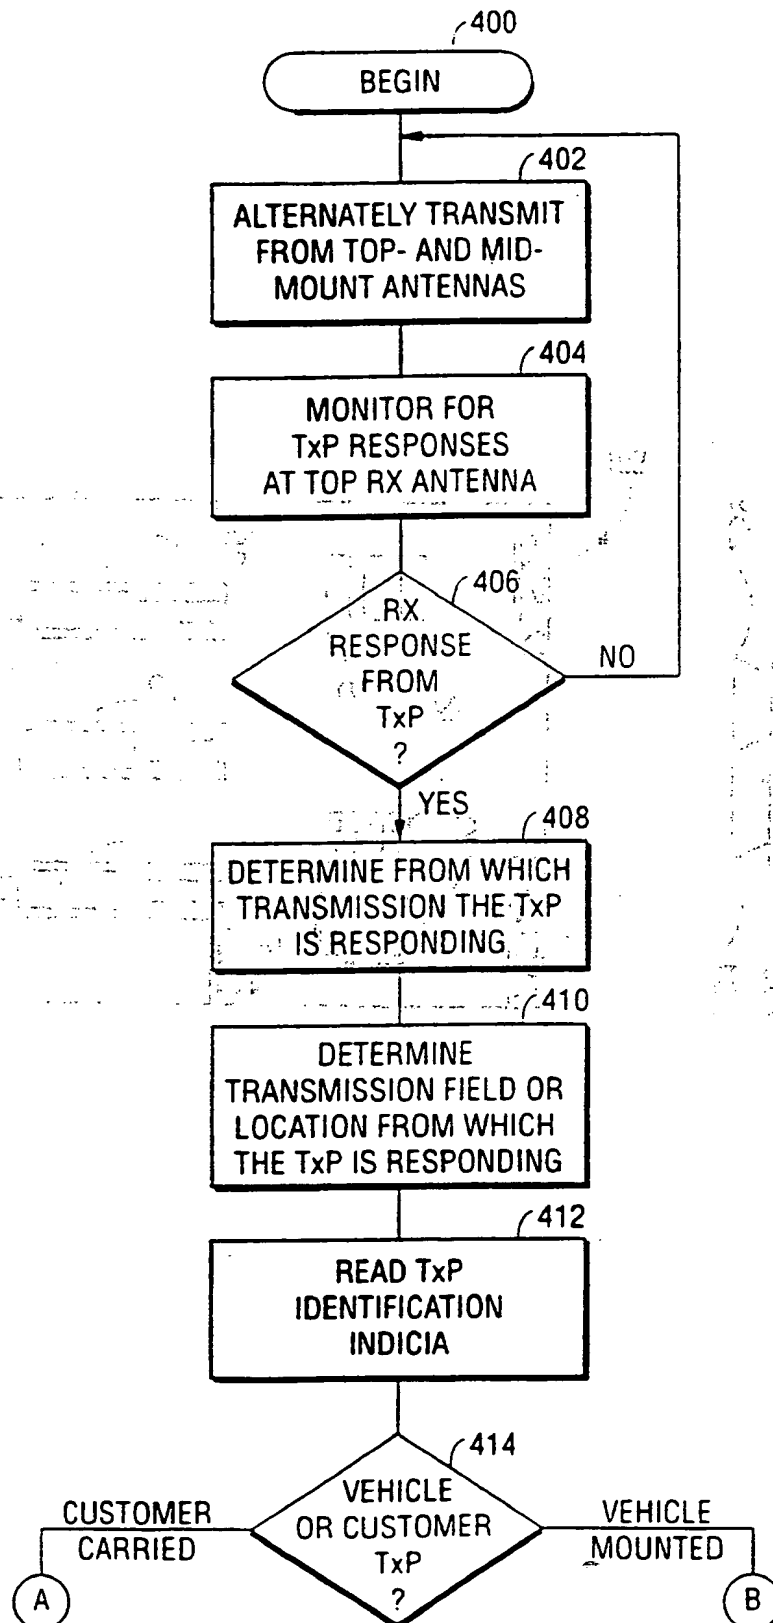 400
BEGIN
402
ALTERNATELY TRANSMIT
FROM TOP- AND MID-
MOUNT ANTENNAS
404
MONITOR FOR
TxP RESPONSES
AT TOP RX ANTENNA
406
RX
RESPONSE
FROM
TxP
?
NO
YES
408
DETERMINE FROM WHICH
TRANSMISSION THE TxP
IS RESPONDING
410
DETERMINE
TRANSMISSION FIELD OR
LOCATION FROM WHICH
THE TxP IS RESPONDING
412
READ TxP
IDENTIFICATION
INDICIA
414
VEHICLE
OR CUSTOMER
TxP
?
CUSTOMER
CARRIED
VEHICLE
MOUNTED
A
B